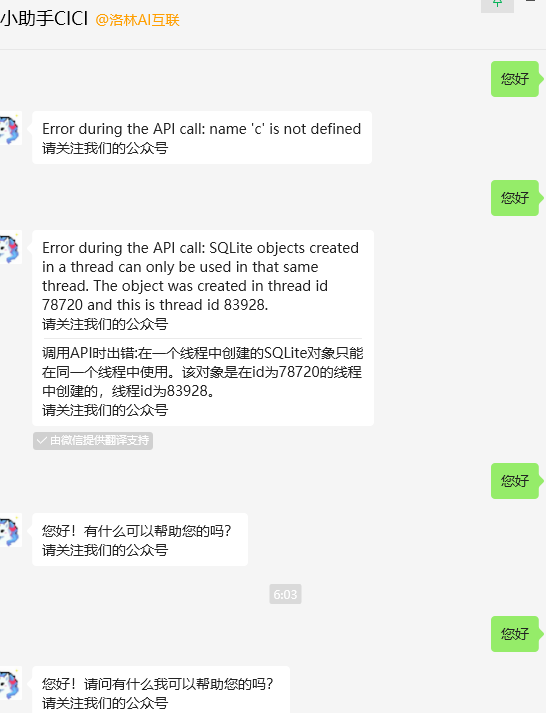 小助手CICI @洛林AI互联
您好
Error during the API call: name 'c' is not defined
请关注我们的公众号
您好
Error during the API call: SQLite objects created
in a thread can only be used in that same
thread. The object was created in thread id
78720 and this is thread id 83928.
请关注我们的公众号
调用API时出错:在一个线程中创建的SQLite对象只能
在同一个线程中使用。该对象是在id为78720的线程
中创建的，线程id为83928。
请关注我们的公众号
由微信提供翻译支持
您好
您好！有什么可以帮助您的吗？
请关注我们的公众号
6:03
您好
您好！请问有什么我可以帮助您的吗？
请关注我们的公众号